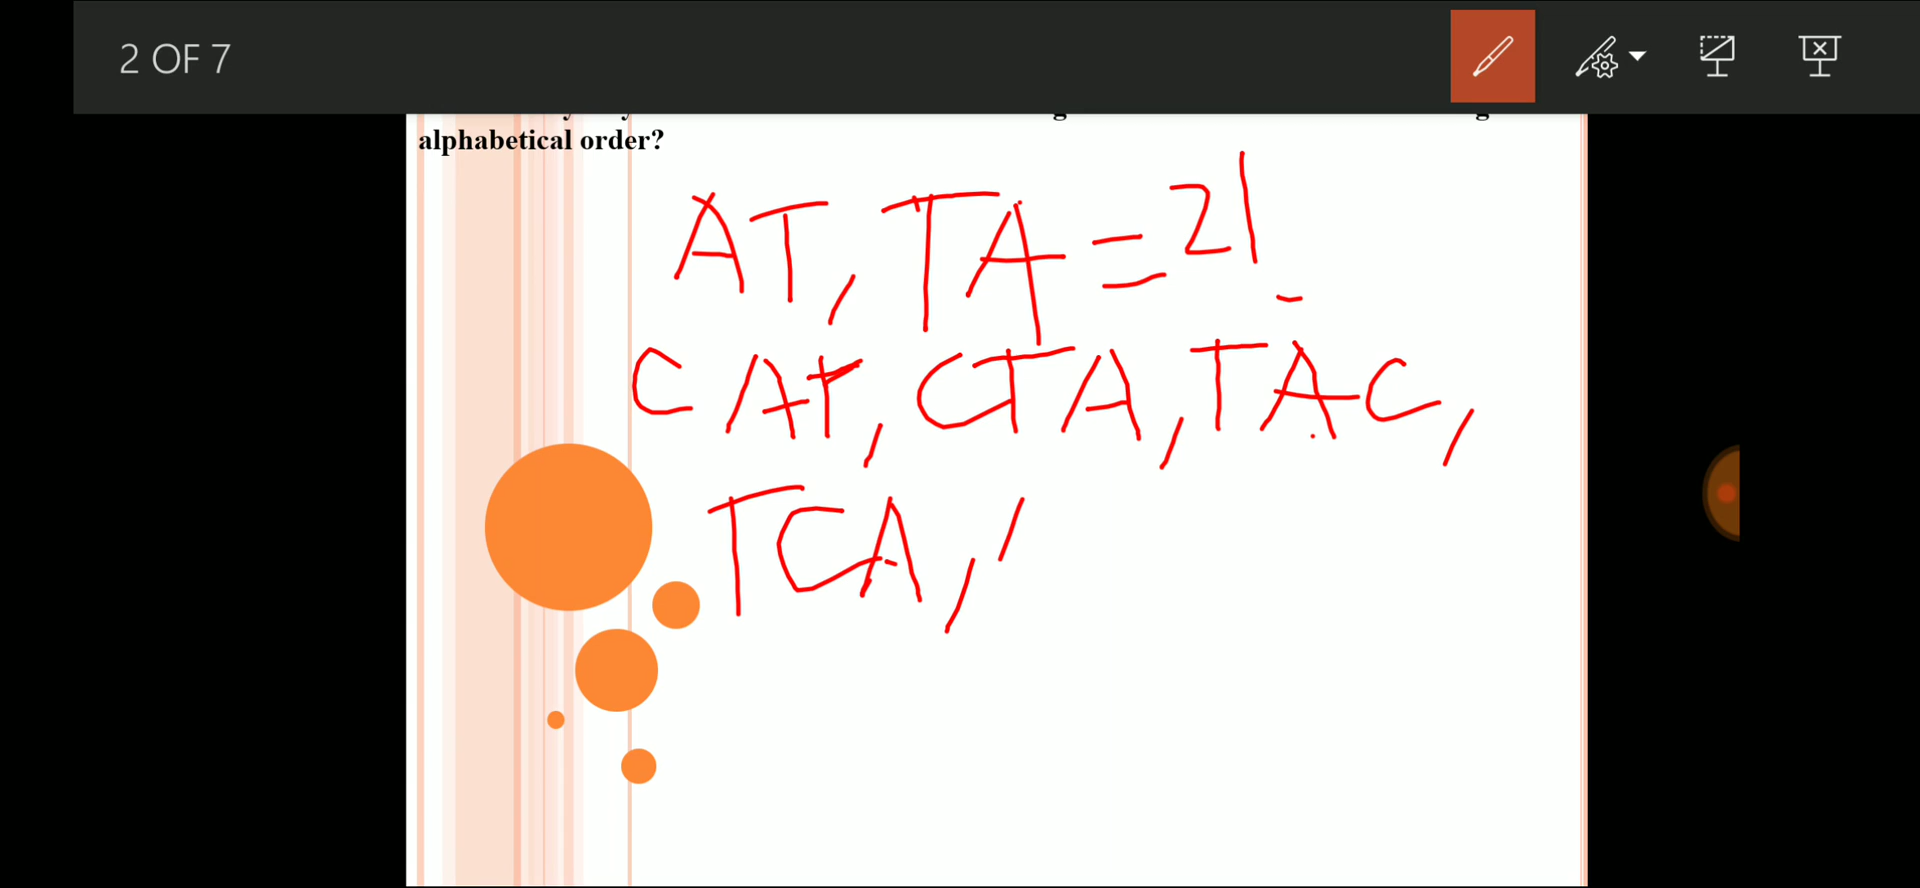 2 OF 7
alphabetical order?
AT, TA = 2!
CAT, CTA, TAC,
TCA,